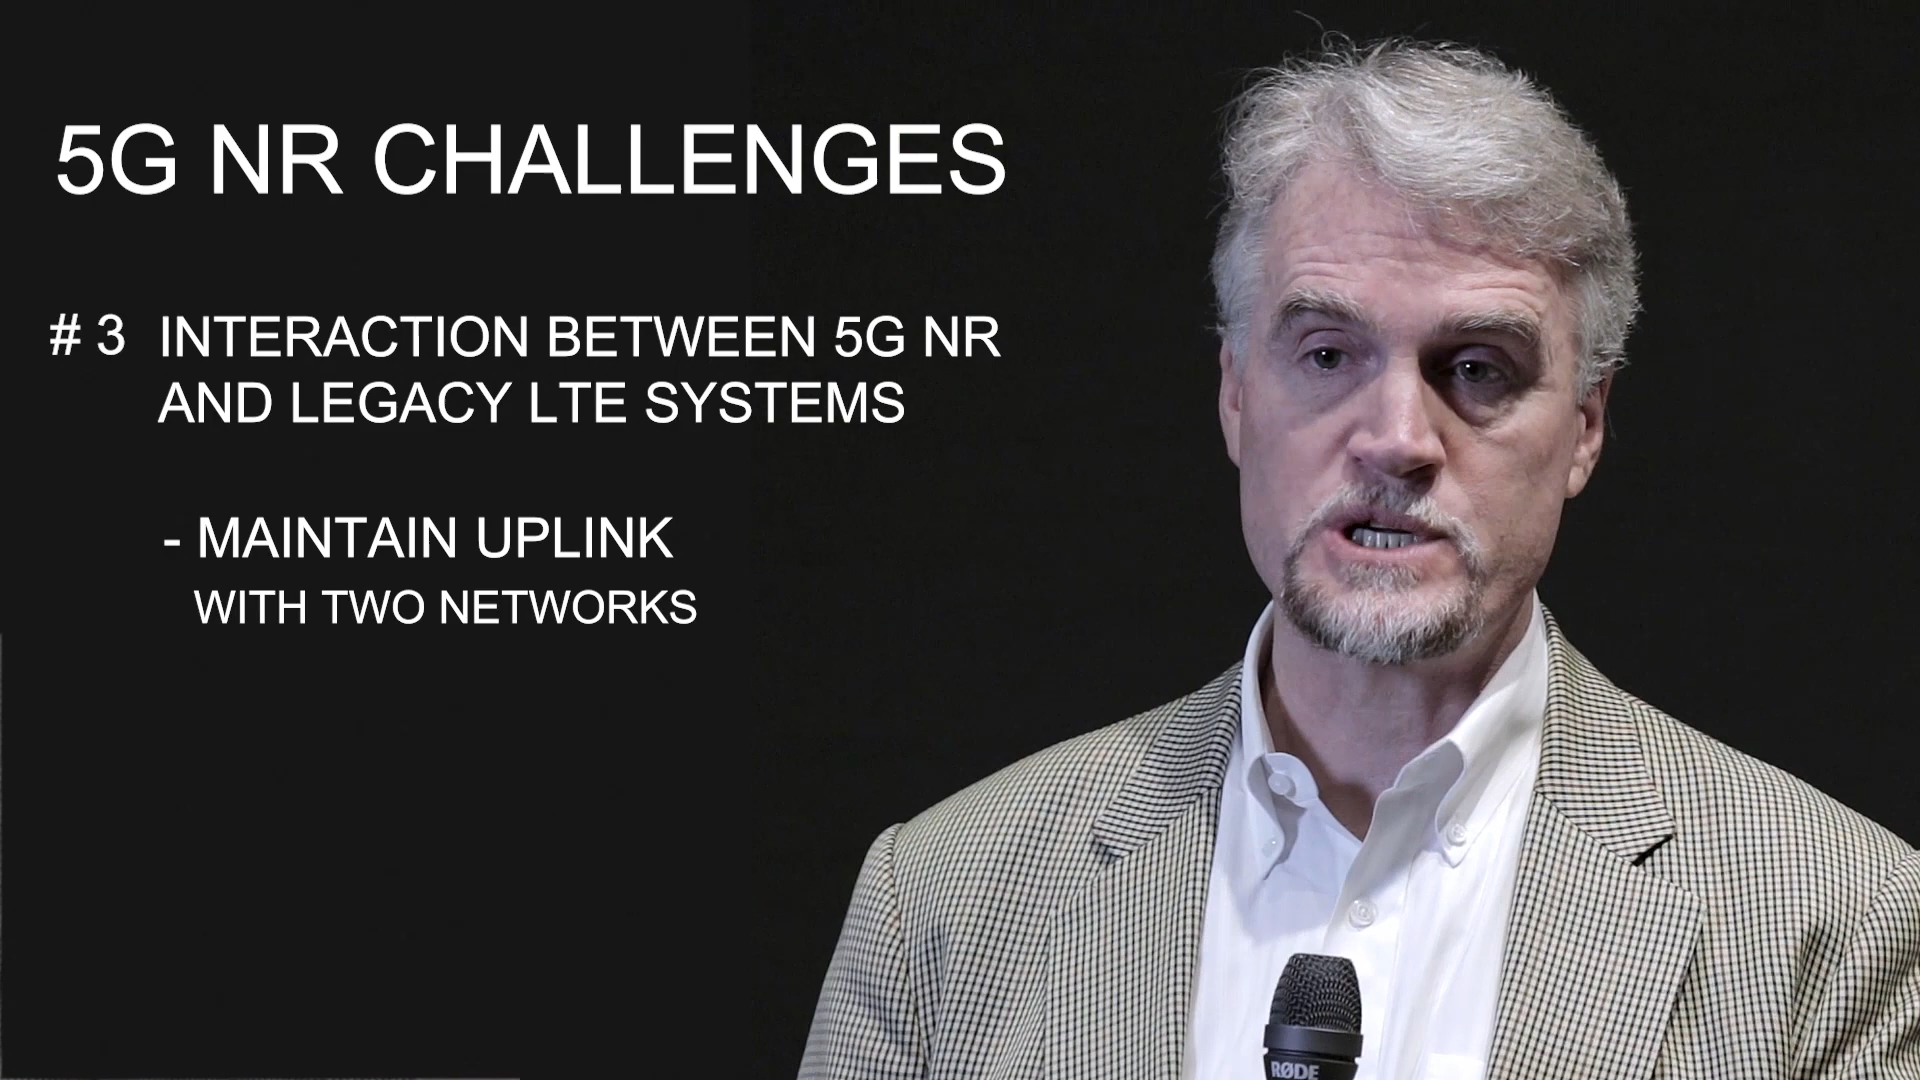 5G NR CHALLENGES
# 3 INTERACTION BETWEEN 5G NR
AND LEGACY LTE SYSTEMS
- MAINTAIN UPLINK
WITH TWO NETWORKS
RØDE